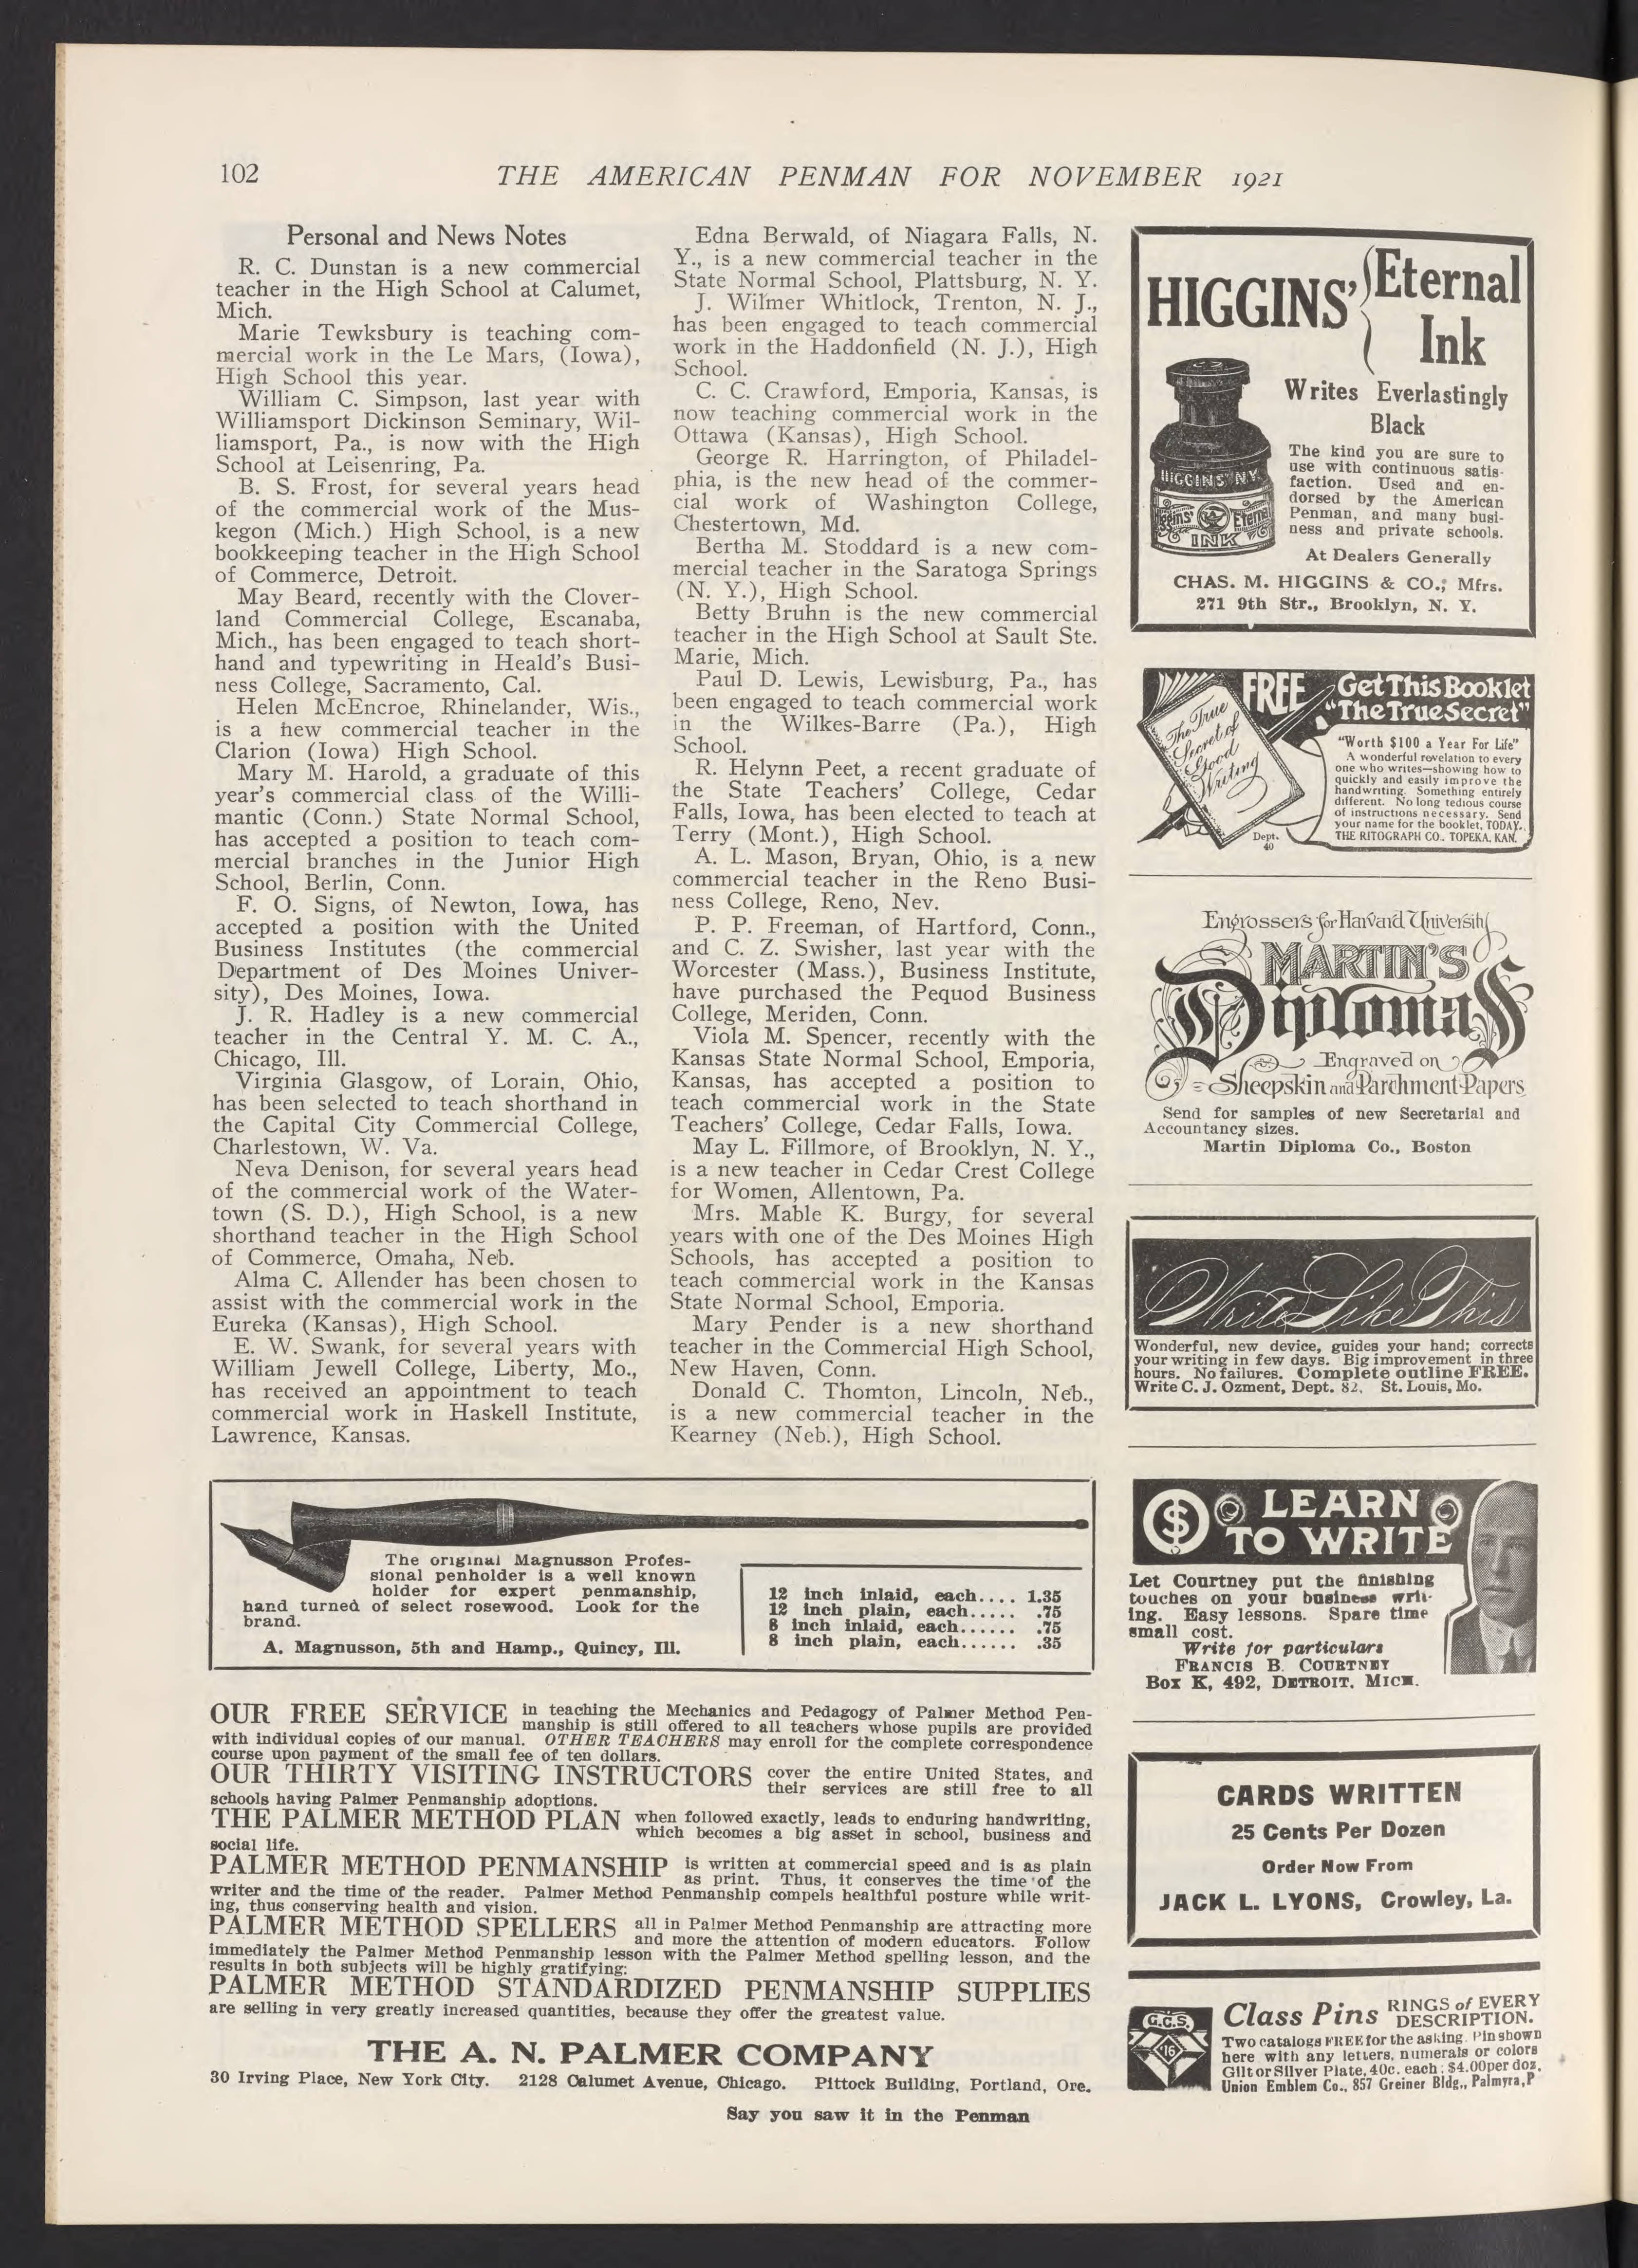 102
THE AMERICAN PENMAN FOR NOVEMBER 1921
Personal and News Notes
R. C. Dunstan is a new commercial
teacher in the High School at Calumet,
Mich.
Marie Tewksbury is teaching com-
mercial work in the Le Mars, (Iowa),
High School this year.
William C. Simpson, last year with
Williamsport Dickinson Seminary, Wil-
liamsport, Pa., is now with the High
School at Leisenring, Pa.
B. S. Frost, for several years head
of the commercial work of the Mus-
kegon (Mich.) High School, is a new
bookkeeping teacher in the High School
of Commerce, Detroit.
May Beard, recently with the Clover-
land Commercial College, Escanaba,
Mich., has been engaged to teach short-
hand and typewriting in Heald's Busi-
ness College, Sacramento, Cal.
Helen McEncroe, Rhinelander, Wis.,
is a new commercial teacher in the
Clarion (Iowa) High School.
Mary M. Harold, a graduate of this
year's commercial class of the Willi-
mantic (Conn.) State Normal School,
has accepted a position to teach com-
mercial branches in the Junior High
School, Berlin, Conn.
F. O. Signs, of Newton, Iowa, has
accepted a position with the United
Business Institutes (the commercial
Department of Des Moines Univer-
sity), Des Moines, Iowa.
J. R. Hadley is a new commercial
teacher in the Central Y. M. C. A.,
Chicago, Ill.
Virginia Glasgow, of Lorain, Ohio,
has been selected to teach shorthand in
the Capital City Commercial College,
Charlestown, W. Va.
Neva Denison, for several years head
of the commercial work of the Water-
town (S. D.), High School, is a new
shorthand teacher in the High School
of Commerce, Omaha, Neb.
Alma C. Allender has been chosen to
assist with the commercial work in the
Eureka (Kansas), High School.
E. W. Swank, for several years with
William Jewell College, Liberty, Mo.,
has received an appointment to teach
commercial work in Haskell Institute,
Lawrence, Kansas.
Edna Berwald, of Niagara Falls, N.
Y., is a new commercial teacher in the
State Normal School, Plattsburg, N. Y.
J. Wilmer Whitlock, Trenton, N. J.,
has been engaged to teach commercial
work in the Haddonfield (N. J.), High
School.
C. C. Crawford, Emporia, Kansas, is
now teaching commercial work in the
Ottawa (Kansas), High School.
George R. Harrington, of Philadel-
phia, is the new head of the commer-
cial work of Washington College,
Chestertown, Md.
Bertha M. Stoddard is a new com-
mercial teacher in the Saratoga Springs
(N. Y.), High School.
Betty Bruhn is the new commercial
teacher in the High School at Sault Ste.
Marie, Mich.
Paul D. Lewis, Lewisburg, Pa., has
been engaged to teach commercial work
in the Wilkes-Barre (Pa.), High
School.
R. Helynn Peet, a recent graduate of
the State Teachers' College, Cedar
Falls, Iowa, has been elected to teach at
Terry (Mont.), High School.
A. L. Mason, Bryan, Ohio, is a new
commercial teacher in the Reno Busi-
ness College, Reno, Nev.
P. P. Freeman, of Hartford, Conn.,
and C. Z. Swisher, last year with the
Worcester (Mass.), Business Institute,
have purchased the Pequod Business
College, Meriden, Conn.
Viola M. Spencer, recently with the
Kansas State Normal School, Emporia,
Kansas, has accepted a position to
teach commercial work in the State
Teachers' College, Cedar Falls, Iowa.
May L. Fillmore, of Brooklyn, N. Y.,
is a new teacher in Cedar Crest College
for Women, Allentown, Pa.
Mrs. Mable K. Burgy, for several
years with one of the Des Moines High
Schools, has accepted a position to
teach commercial work in the Kansas
State Normal School, Emporia.
Mary Pender is a new shorthand
teacher in the Commercial High School,
New Haven, Conn.
Donald C. Thomton, Lincoln, Neb.,
is a new commercial teacher in the
Kearney (Neb.), High School.
The original Magnusson Profes-
sional penholder is a well known
holder for expert penmanship,
hand turned of select rosewood. Look for the
brand.
A. Magnusson, 5th and Hamp., Quincy, Ill.
12 inch inlaid, each.... 1.35
12 inch plain, each..... .75
8 inch inlaid, each...... .75
8 inch plain, each...... .35
OUR FREE SERVICE in teaching the Mechanics and Pedagogy of Palmer Method Pen-
manship is still offered to all teachers whose pupils are provided
with individual copies of our manual. OTHER TEACHERS may enroll for the complete correspondence
course upon payment of the small fee of ten dollars.
OUR THIRTY VISITING INSTRUCTORS cover the entire United States, and
their services are still free to all
schools having Palmer Penmanship adoptions.
THE PALMER METHOD PLAN when followed exactly, leads to enduring handwriting,
which becomes a big asset in school, business and
social life.
PALMER METHOD PENMANSHIP is written at commercial speed and is as plain
as print. Thus, it conserves the time of the
writer and the time of the reader. Palmer Method Penmanship compels healthful posture while writ-
ing, thus conserving health and vision.
PALMER METHOD SPELLERS all in Palmer Method Penmanship are attracting more
and more the attention of modern educators. Follow
immediately the Palmer Method Penmanship lesson with the Palmer Method spelling lesson, and the
results in both subjects will be highly gratifying.
PALMER METHOD STANDARDIZED PENMANSHIP SUPPLIES
are selling in very greatly increased quantities, because they offer the greatest value.
THE A. N. PALMER COMPANY
30 Irving Place, New York City. 2128 Calumet Avenue, Chicago. Pittock Building, Portland, Ore.
Say you saw it in the Penman
HIGGINS' Eternal
Ink
Writes Everlastingly
Black
HIGGINS' N.Y.
Higgins' Eternal
INK
The kind you are sure to
use with continuous satis-
faction. Used and en-
dorsed by the American
Penman, and many busi-
ness and private schools.
At Dealers Generally
CHAS. M. HIGGINS & CO.; Mfrs.
271 9th Str., Brooklyn, N. Y.
FREE
Get This Booklet
"The True Secret"
The True
Secret of
Good
Writing
"Worth $100 a Year For Life"
A wonderful revelation to every
one who writes—showing how to
quickly and easily improve the
handwriting. Something entirely
different. No long tedious course
of instructions necessary. Send
your name for the booklet, TODAY.
THE RITOGRAPH CO., TOPEKA, KAN.
Dept.
40
Engrossers for Harvard University
MARTIN'S
Diplomas
Engraved on
Sheepskin and Parchment Papers
Send for samples of new Secretarial and
Accountancy sizes.
Martin Diploma Co., Boston
Write Like This
Wonderful, new device, guides your hand; corrects
your writing in few days. Big improvement in three
hours. No failures. Complete outline FREE.
Write C. J. Ozment, Dept. 82, St. Louis, Mo.
$ LEARN
TO WRITE
Let Courtney put the finishing
touches on your business writ-
ing. Easy lessons. Spare time
small cost.
Write for particulars
FRANCIS B. COURTNEY
Box K, 492, DETROIT, MICH.
CARDS WRITTEN
25 Cents Per Dozen
Order Now From
JACK L. LYONS, Crowley, La.
G.C.S.
'16
Class Pins RINGS of EVERY
DESCRIPTION.
Two catalogs FREE for the asking. Pin shown
here with any letters, numerals or colors
Gilt or Silver Plate, 40c. each; $4.00 per doz.
Union Emblem Co., 857 Greiner Bldg., Palmyra, P